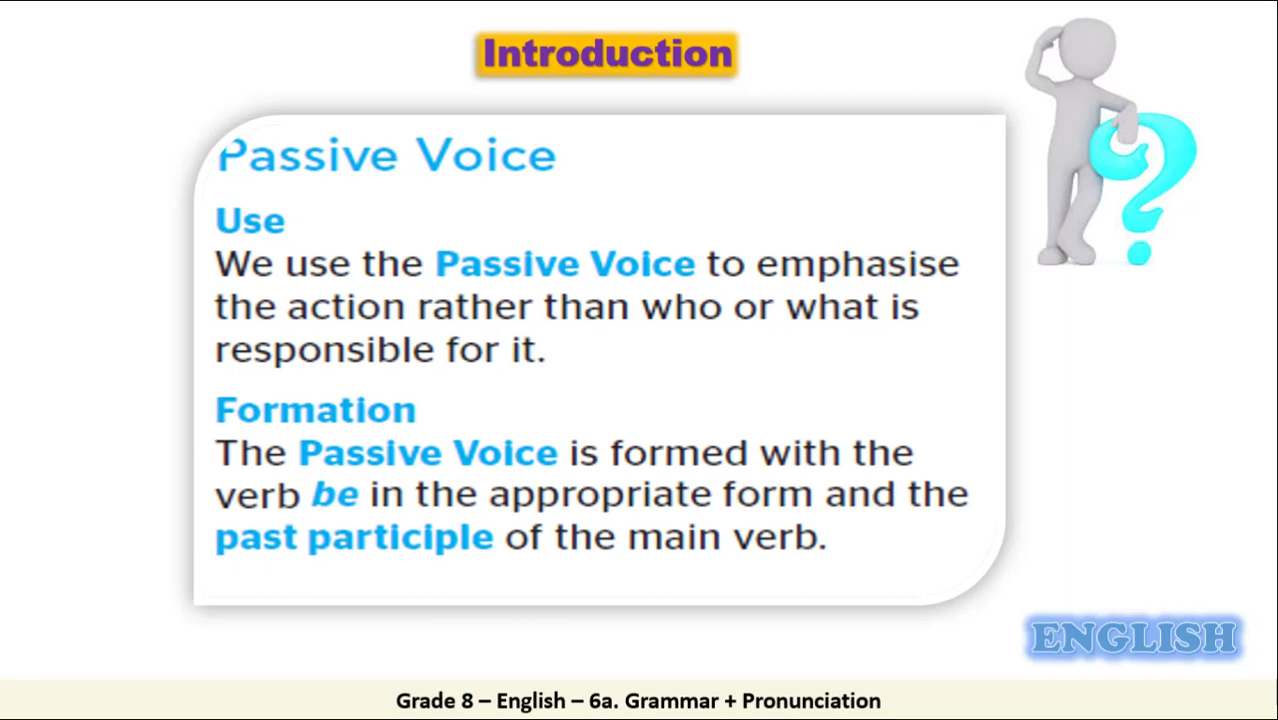 Introduction
Passive Voice
Use
We use the Passive Voice to emphasise
the action rather than who or what is
responsible for it.
Formation
The Passive Voice is formed with the
verb be in the appropriate form and the
past participle of the main verb.
ENGLISH
Grade 8 – English – 6a. Grammar + Pronunciation